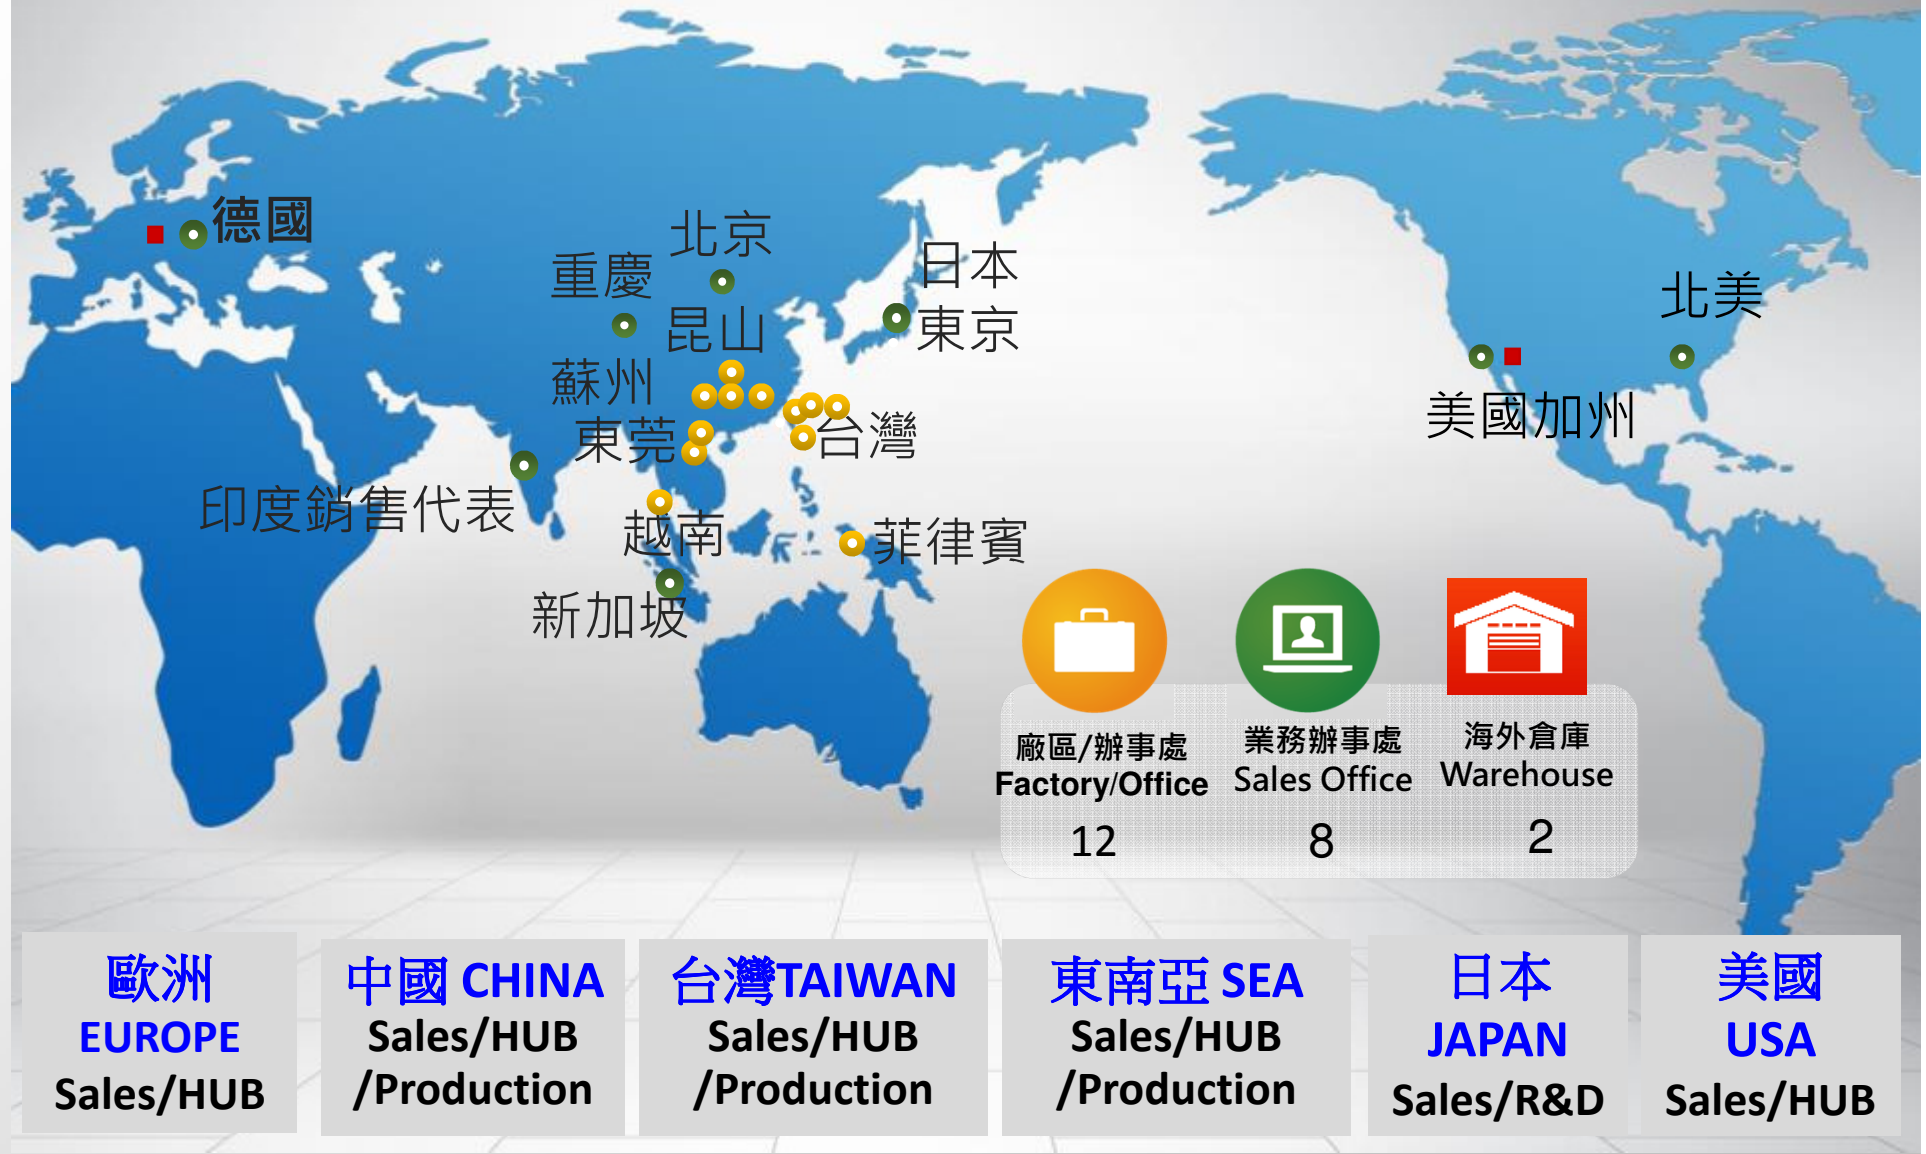 德國
北京
重慶
日本
昆山
東京
北美
蘇州
美國加州
東莞
台灣
印度銷售代表
越南
菲律賓
新加坡
廠區/辦事處
Factory/Office
12
業務辦事處
Sales Office
8
海外倉庫
Warehouse
2
歐洲
EUROPE
Sales/HUB
中國 CHINA
Sales/HUB
/Production
台灣TAIWAN
Sales/HUB
/Production
東南亞 SEA
Sales/HUB
/Production
日本
JAPAN
Sales/R&D
美國
USA
Sales/HUB